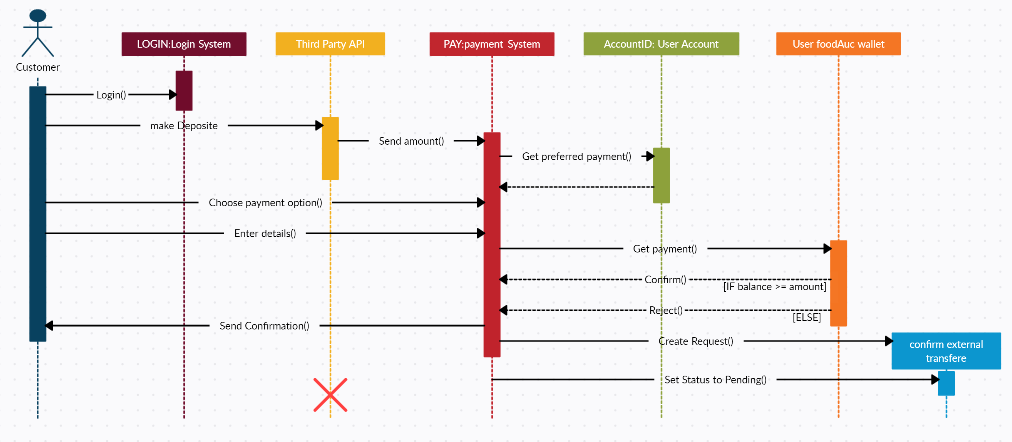 Customer
LOGIN:Login System
Third Party API
PAY:payment System
AccountID: User Account
User foodAuc wallet
Login()
make Deposite
Send amount()
Get preferred payment()
Choose payment option()
Enter details()
Get payment()
Confirm()
[IF balance >= amount]
Reject()
[ELSE]
Send Confirmation()
Create Request()
confirm external
transfere
Set Status to Pending()